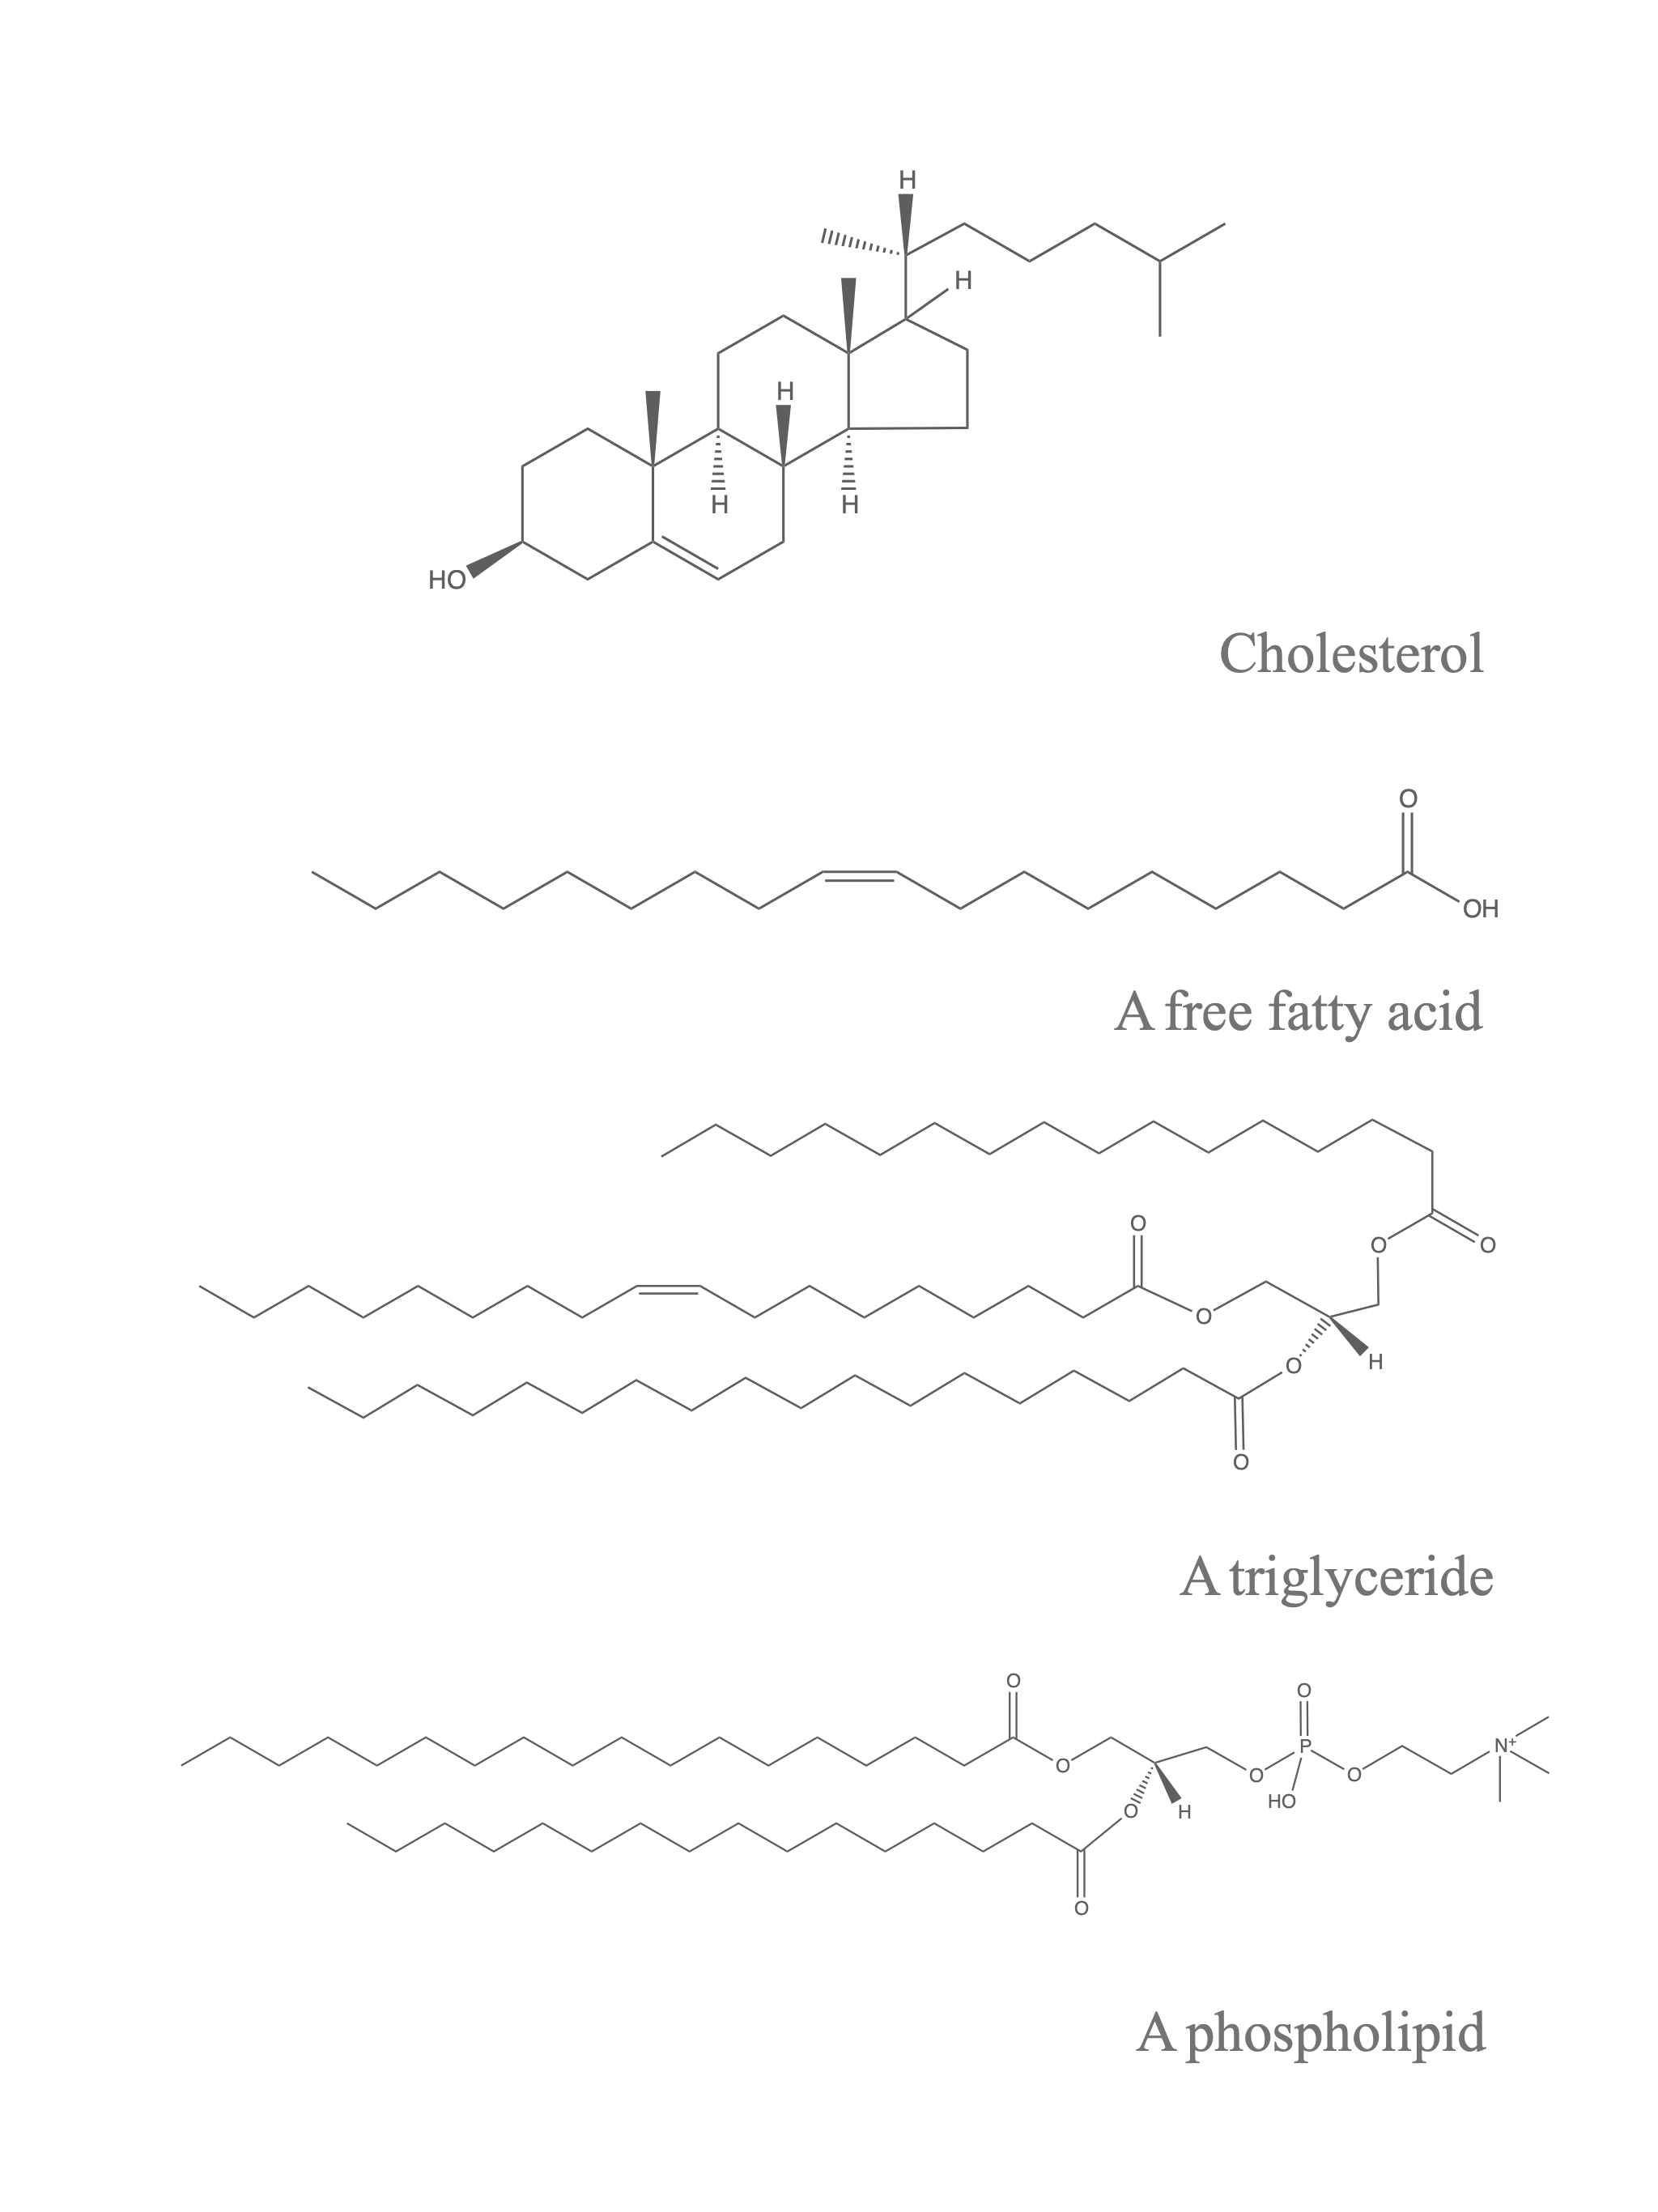 H
H
H
H
H
HO
Cholesterol
O
OH
A free fatty acid
O
O
O
O
O
H
O
A triglyceride
O
O
O
P
N+
O
O
HO
O
H
O
A phospholipid